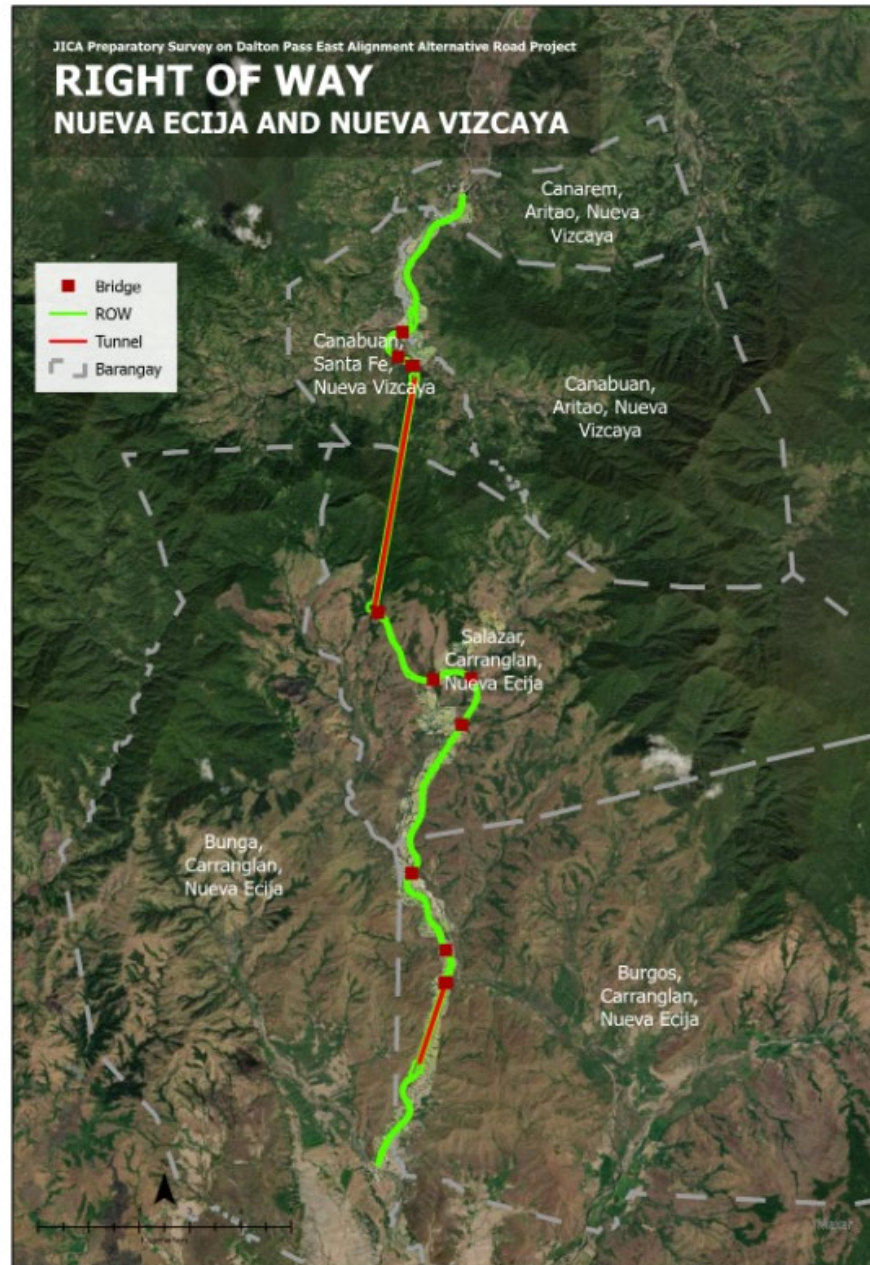 JICA Preparatory Survey on Dalton Pass East Alignment Alternative Road Project
RIGHT OF WAY
NUEVA ECIJA AND NUEVA VIZCAYA
Canarem,
Aritao, Nueva
Vizcaya
Bridge
ROW
Tunnel
Barangay
Canabuan,
Santa Fe,
Nueva Vizcaya
Canabuan,
Aritao, Nueva
Vizcaya
Salazar,
Carranglan,
Nueva Ecija
Bunga,
Carranglan,
Nueva Ecija
Burgos,
Carranglan,
Nueva Ecija
Maxar